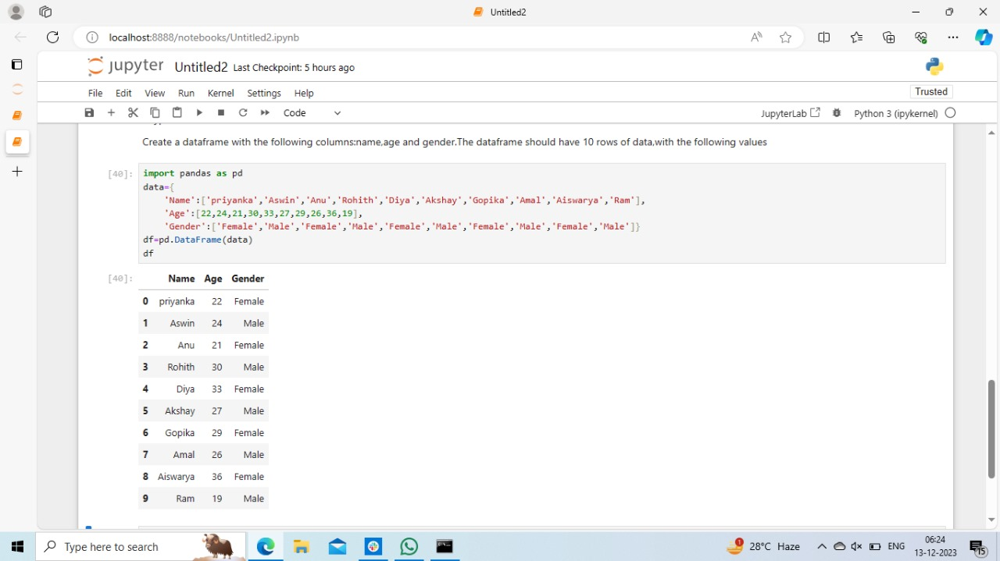 Untitled2
localhost:8888/notebooks/Untitled2.ipynb
jupyter Untitled2 Last Checkpoint: 5 hours ago
File Edit View Run Kernel Settings Help Trusted
Code JupyterLab Python 3 (ipykernel)
Create a dataframe with the following columns:name,age and gender.The dataframe should have 10 rows of data,with the following values
[40]: import pandas as pd
data={
'Name':['priyanka','Aswin','Anu','Rohith','Diya','Akshay','Gopika','Amal','Aiswarya','Ram'],
'Age':[22,24,21,30,33,27,29,26,36,19],
'Gender':['Female','Male','Female','Male','Female','Male','Female','Male','Female','Male']}
df=pd.DataFrame(data)
df
[40]: Name Age Gender
0 priyanka 22 Female
1 Aswin 24 Male
2 Anu 21 Female
3 Rohith 30 Male
4 Diya 33 Female
5 Akshay 27 Male
6 Gopika 29 Female
7 Amal 26 Male
8 Aiswarya 36 Female
9 Ram 19 Male
Type here to search 1 28°C Haze ENG 06:24 15
13-12-2023